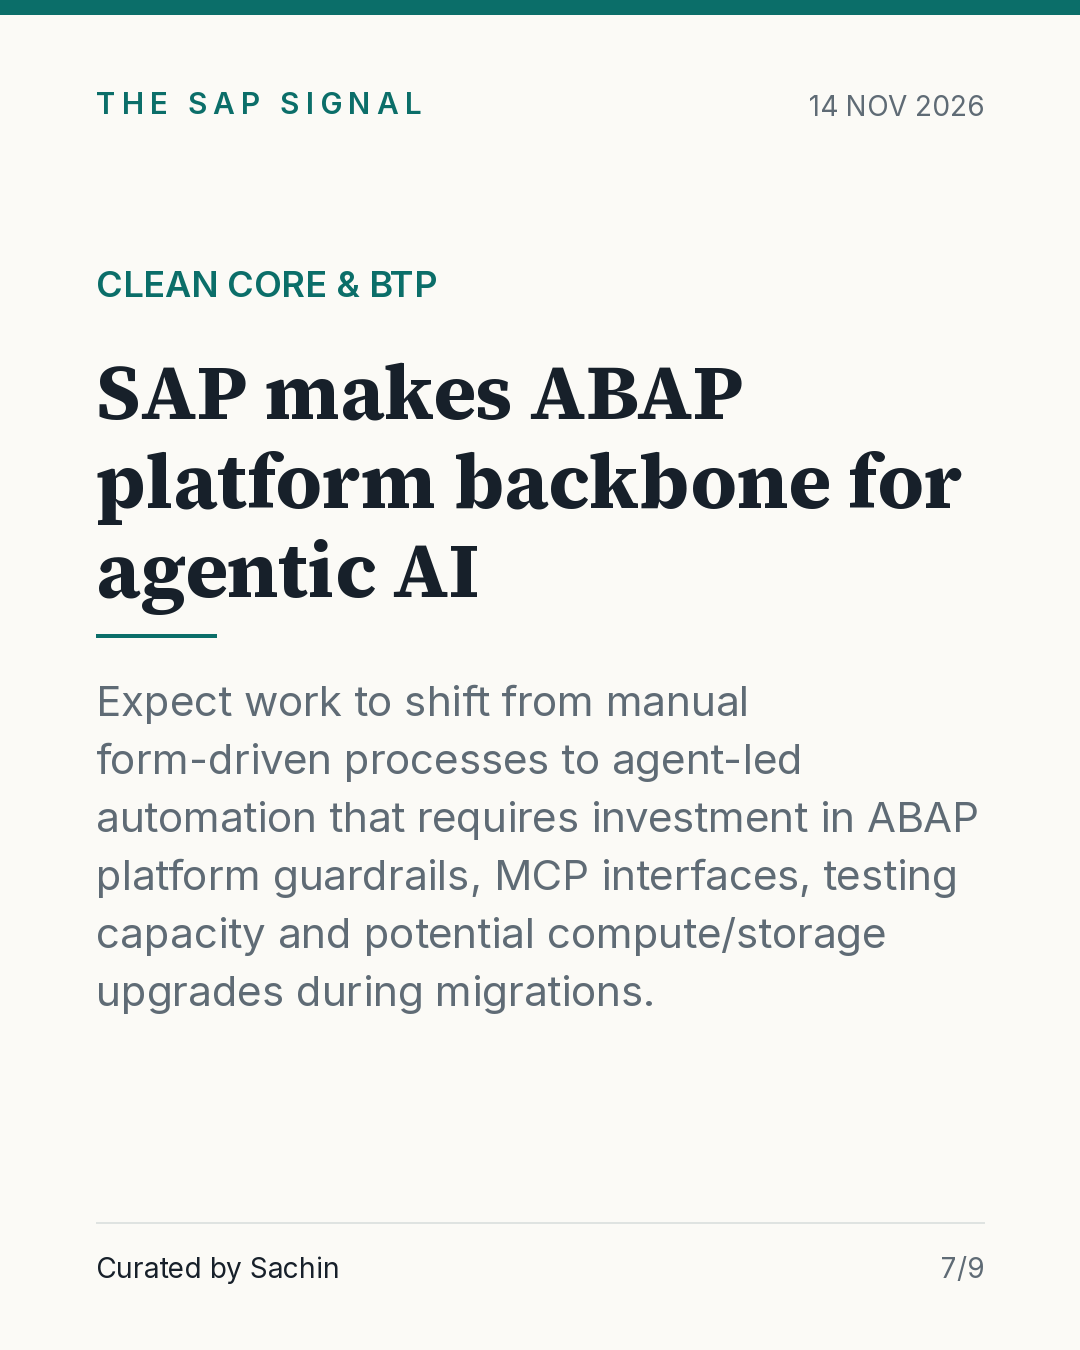 THE SAP SIGNAL
14 NOV 2026
CLEAN CORE & BTP
SAP makes ABAP
platform backbone for
agentic AI
Expect work to shift from manual
form-driven processes to agent-led
automation that requires investment in ABAP
platform guardrails, MCP interfaces, testing
capacity and potential compute/storage
upgrades during migrations.
Curated by Sachin
7/9